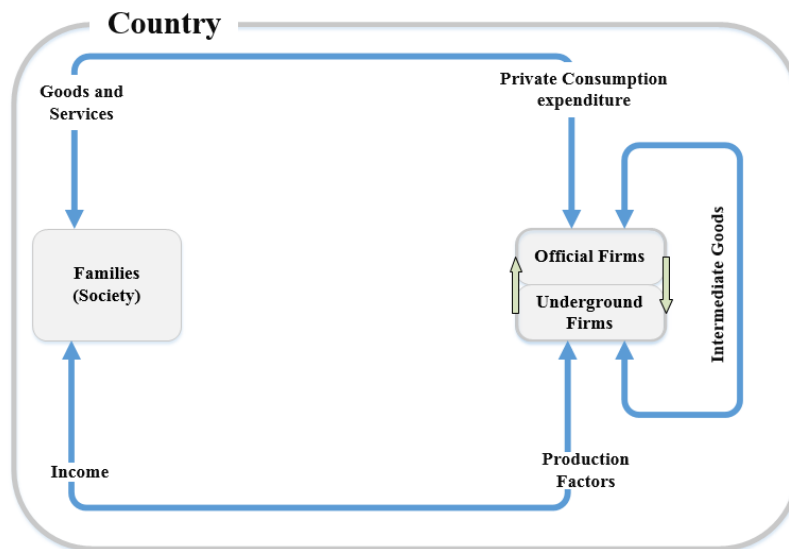 Country
Goods and
Services
Private Consumption
expenditure
Families
(Society)
Official Firms
Underground
Firms
Intermediate Goods
Income
Production
Factors